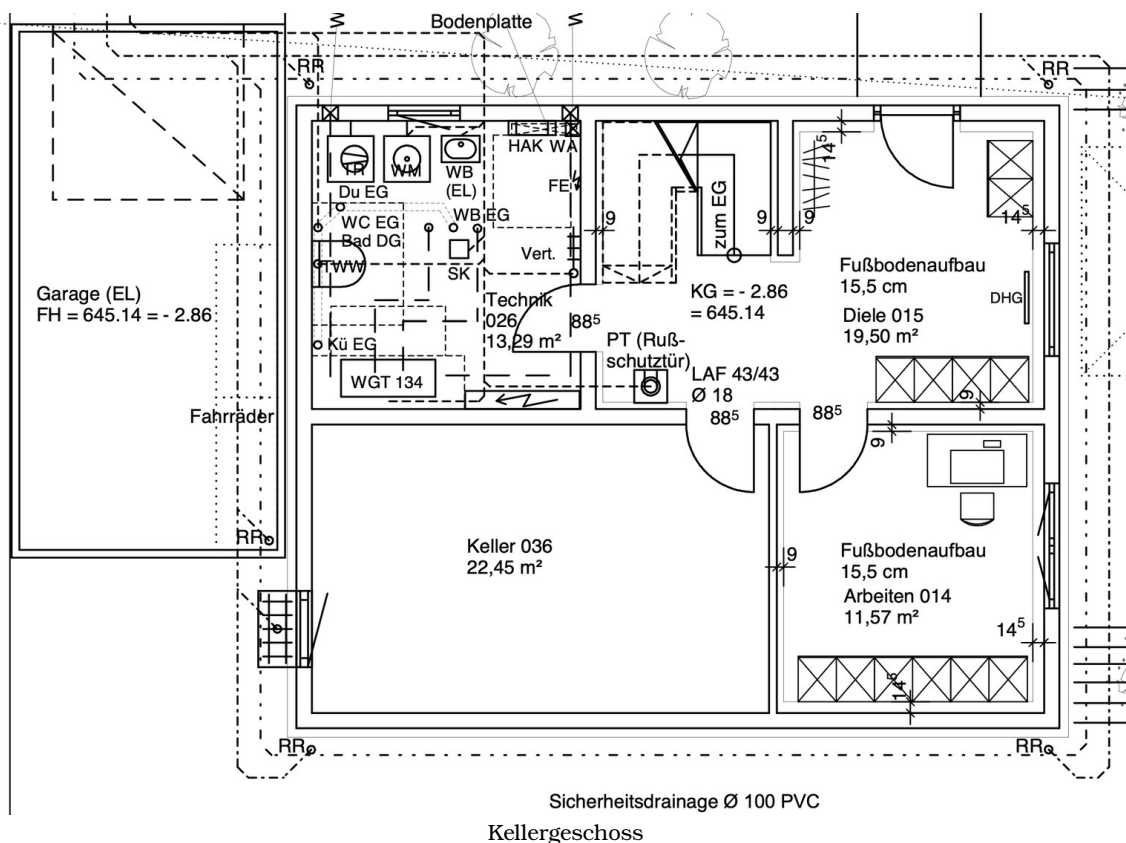 Bodenplatte
W
W
RR
RR
HAK WA
TR
WM
WB
(EL)
FE
14⁵
Du EG
WC EG
WB EG
Bad DG
TWW
SK
Vert.
9
9
9
zum EG
14⁵
Garage (EL)
FH = 645.14 = - 2.86
Technik
026
13,29 m²
88⁵
KG = - 2.86
= 645.14
Fußbodenaufbau
15,5 cm
Diele 015
19,50 m²
DHG
Kü EG
WGT 134
PT (Ruß-
schutztür)
LAF 43/43
Ø 18
88⁵
88⁵
9
9
Fahrräder
RR
Keller 036
22,45 m²
9
Fußbodenaufbau
15,5 cm
Arbeiten 014
11,57 m²
14⁵
14⁵
RR
RR
Sicherheitsdrainage Ø 100 PVC
Kellergeschoss